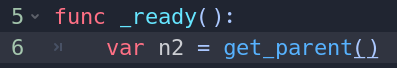 5 func _ready():
6 var n2 = get_parent()